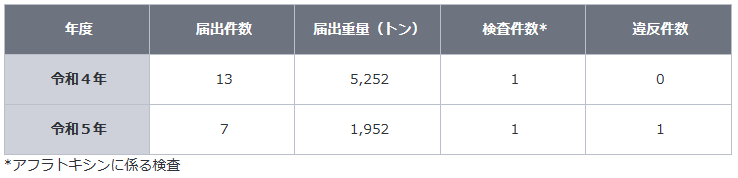 年度 届出件数 届出重量（トン） 検査件数* 違反件数
令和４年 13 5,252 1 0
令和５年 7 1,952 1 1
*アフラトキシンに係る検査